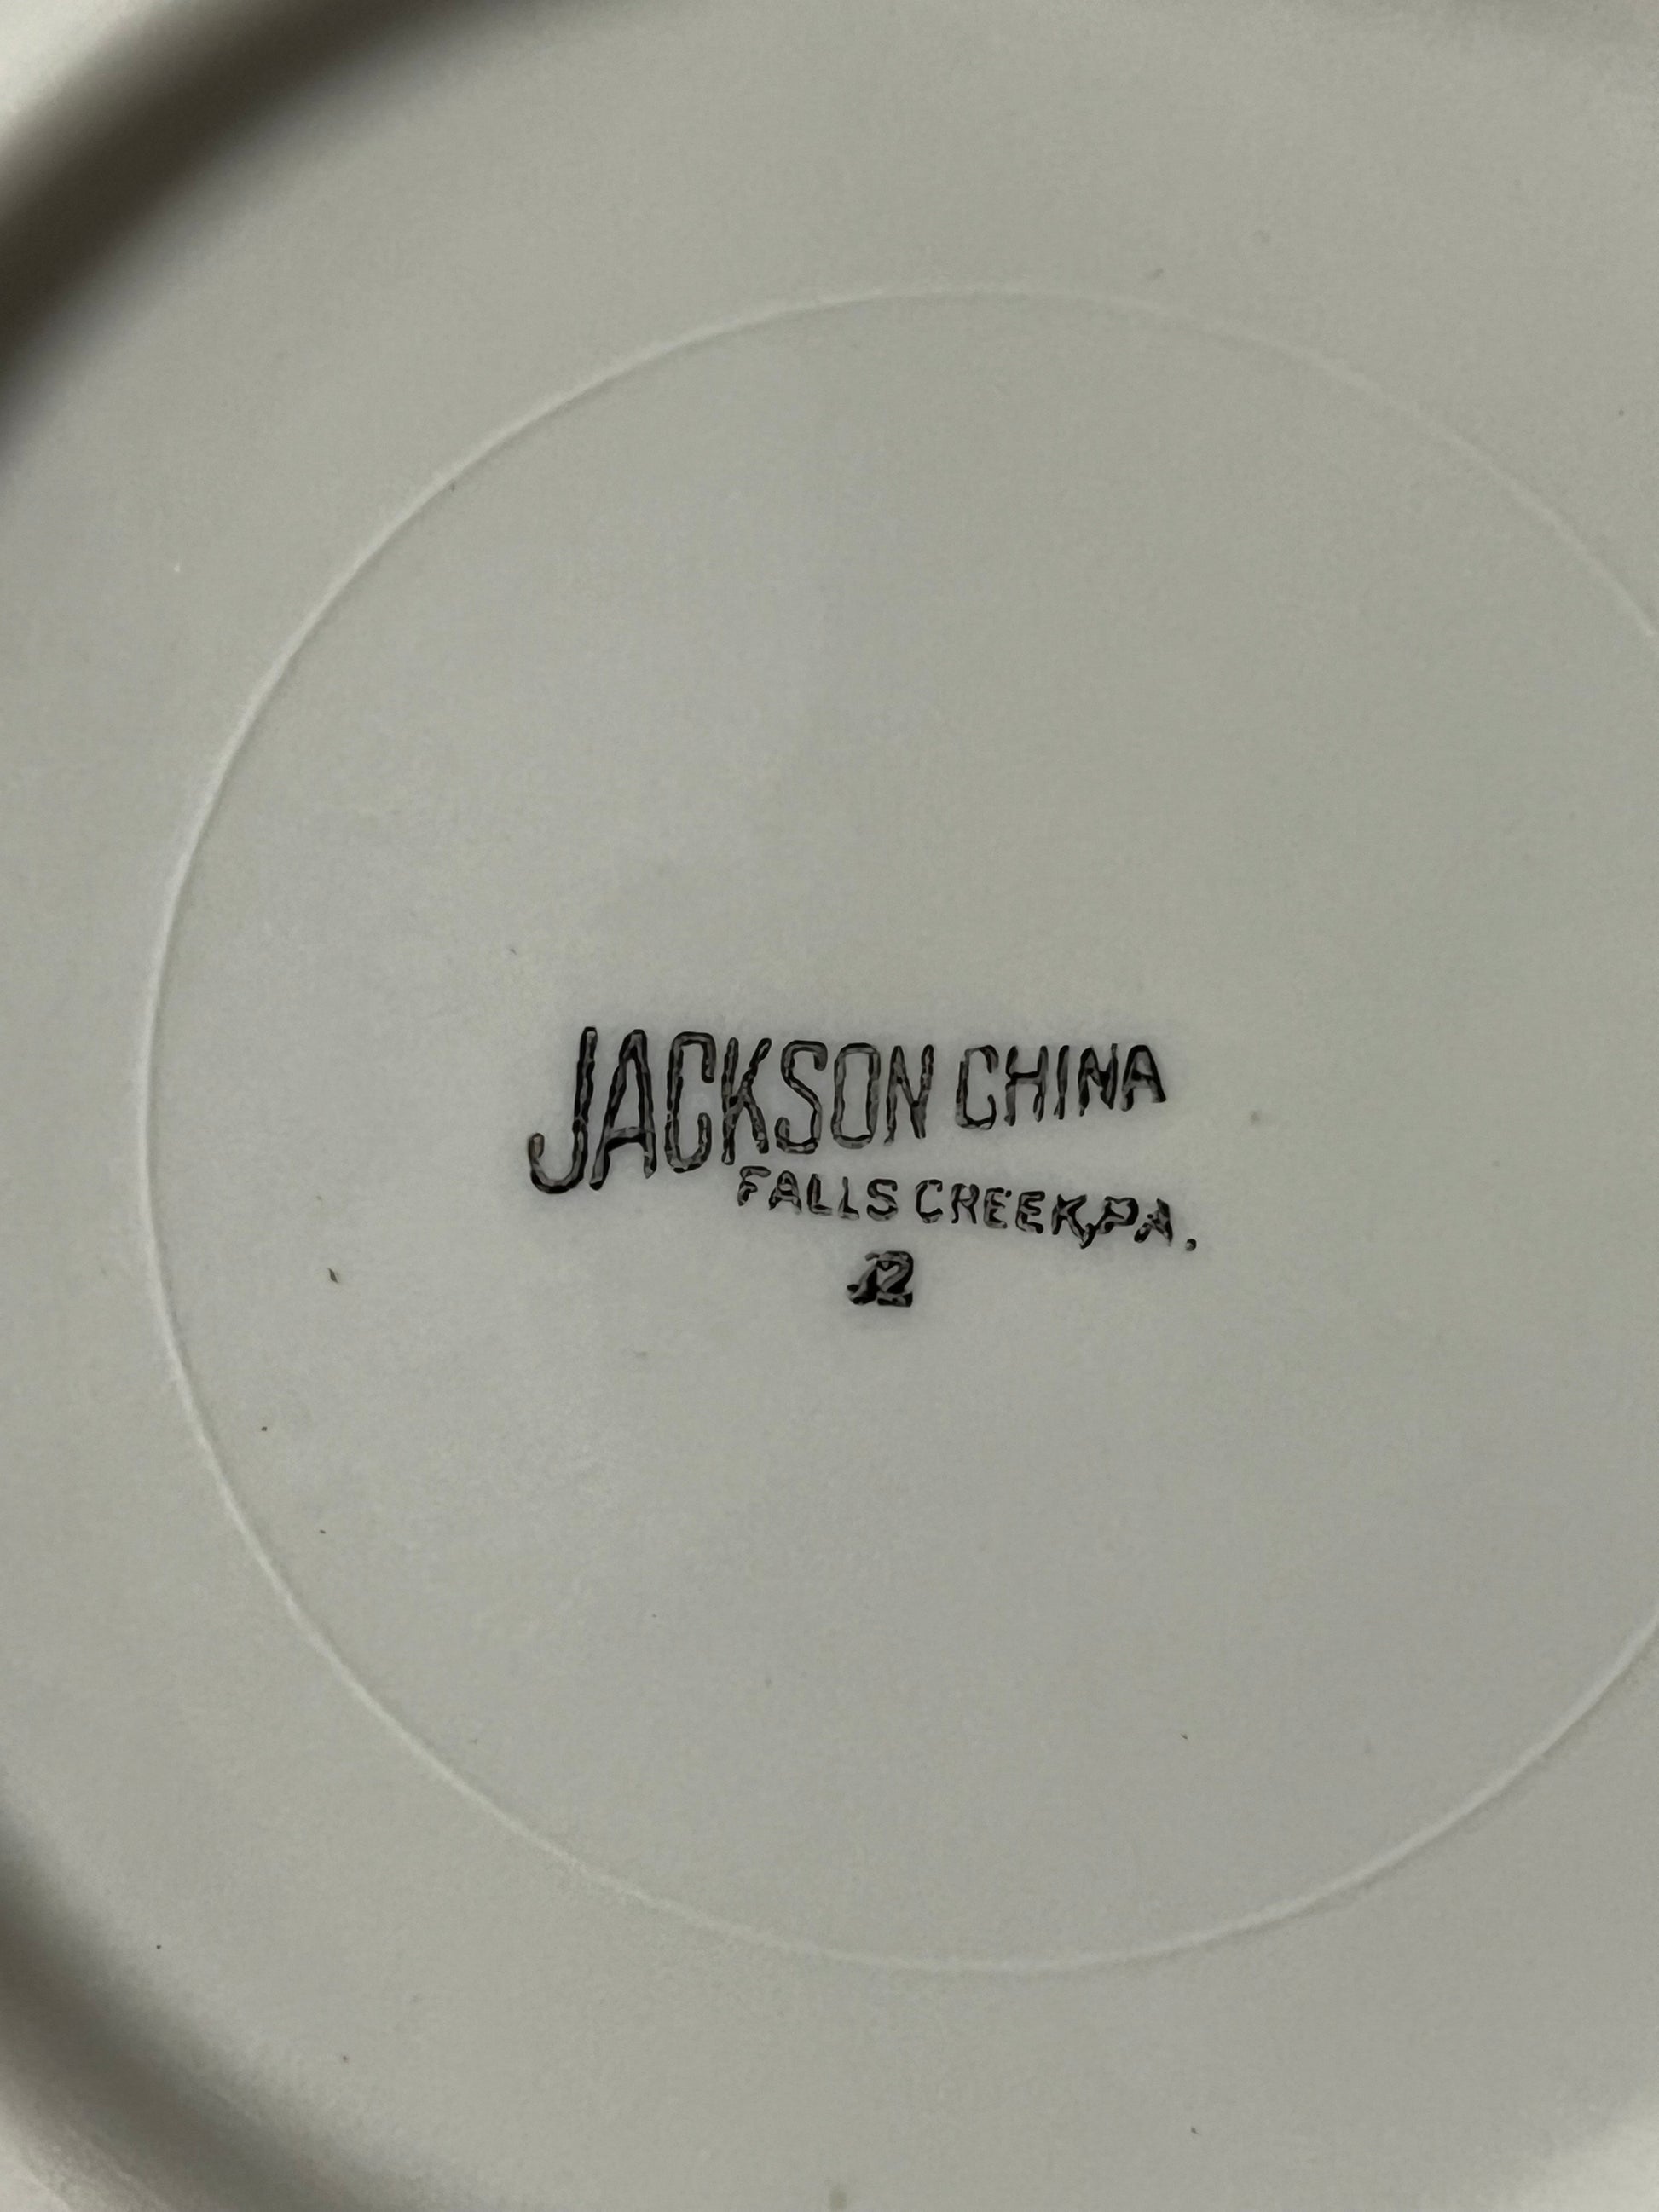 JACKSON CHINA
FALLS CREEK, PA.
J2